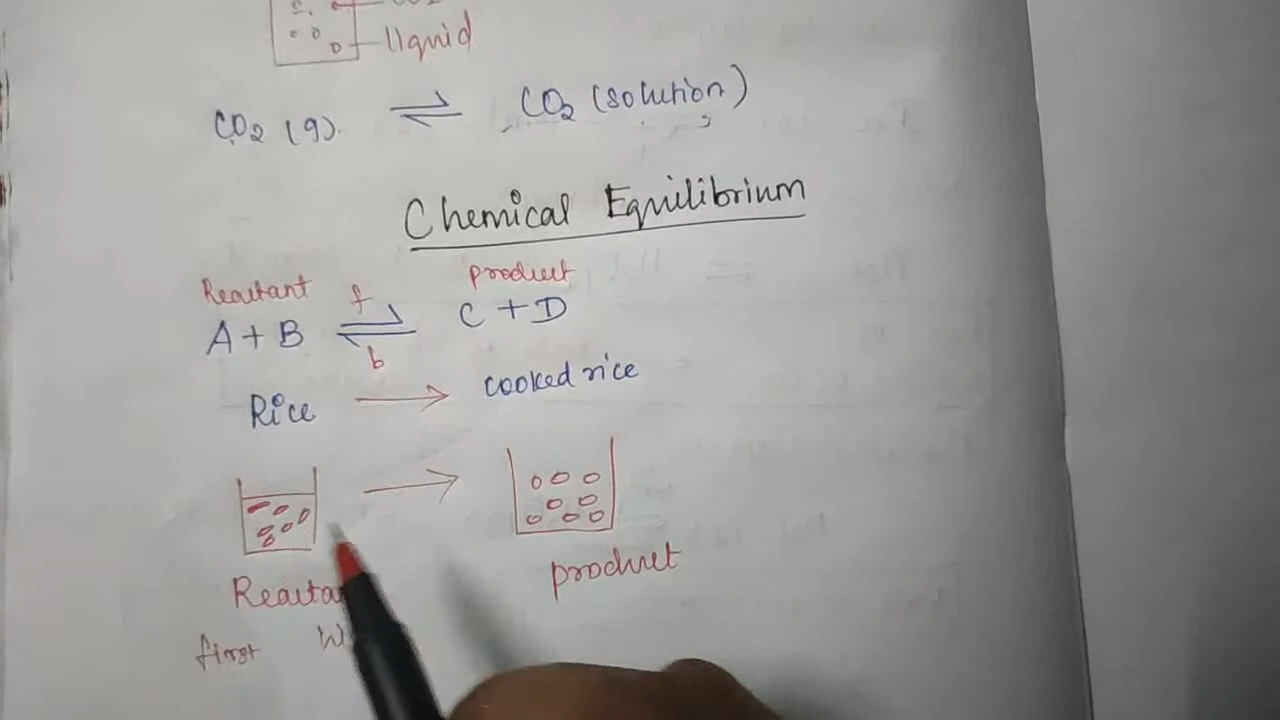 liquid
CO2 (g) ⇌ CO2 (solution)
Chemical Equilibrium
Reactant product
A + B f ⇌ b C + D
Rice → cooked rice
→
product
first